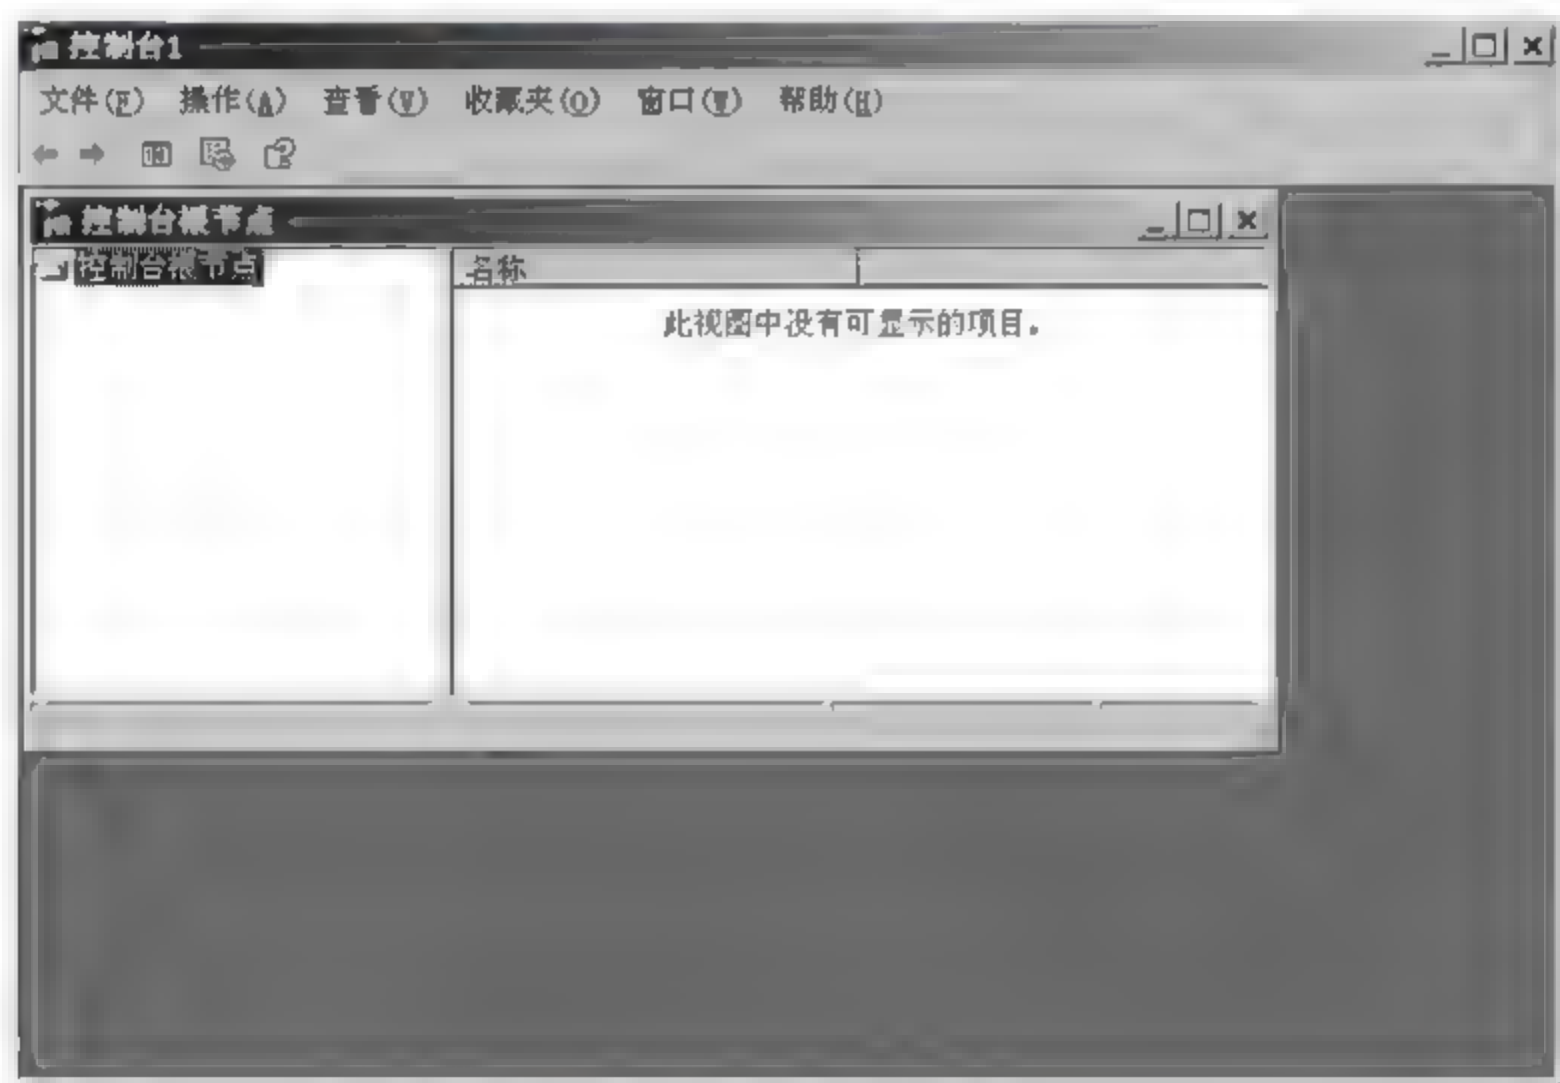 控制台1
文件(F) 操作(A) 查看(V) 收藏夹(O) 窗口(W) 帮助(H)
控制台根节点
控制台根节点 名称
此视图中没有可显示的项目。